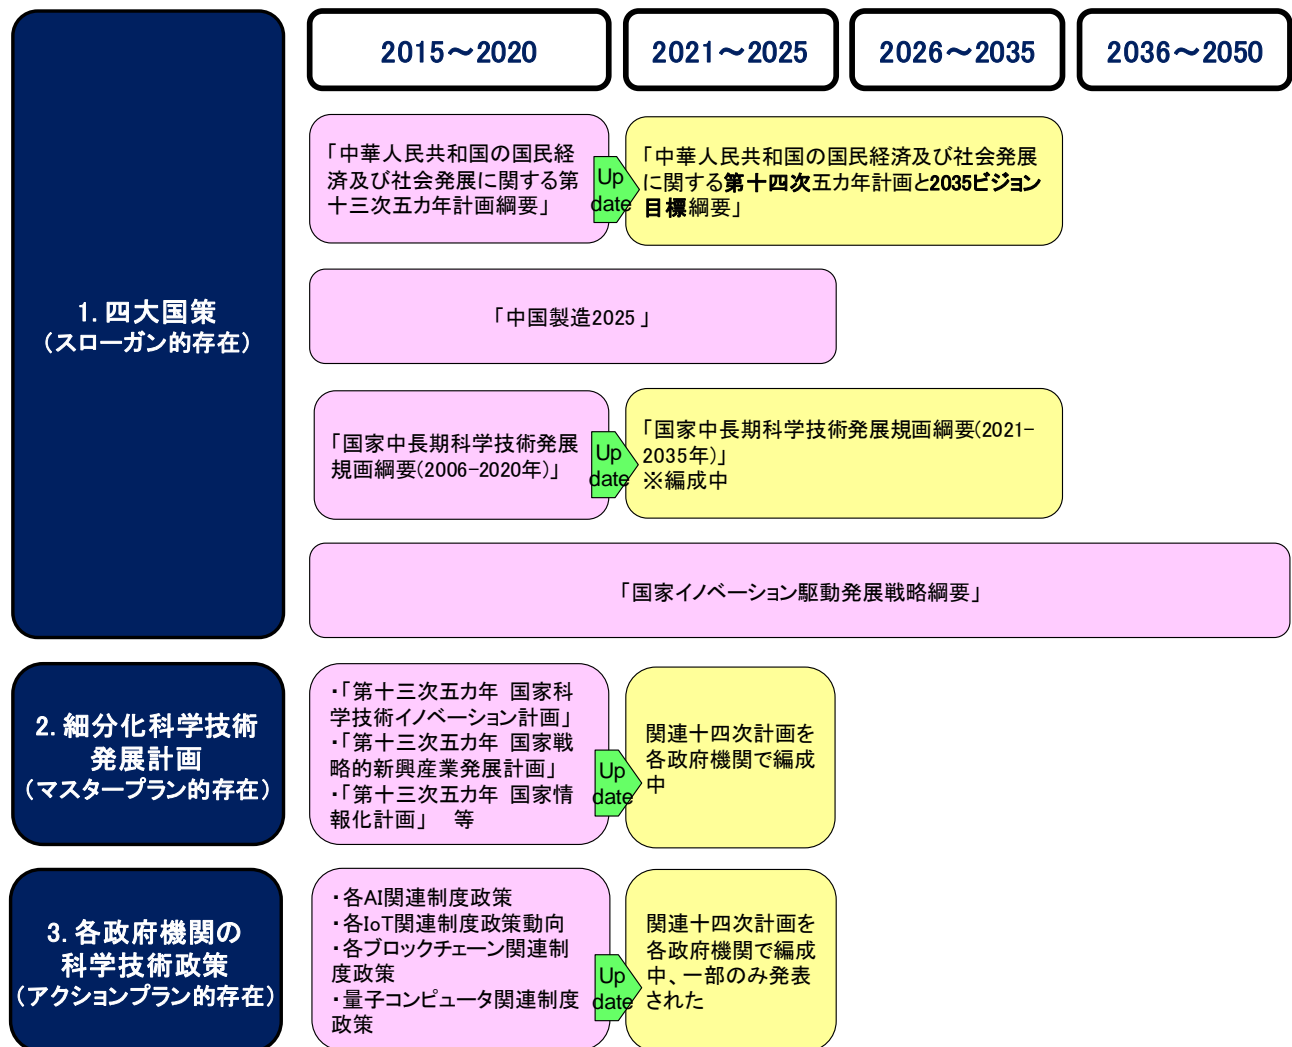 2015～2020
2021～2025
2026～2035
2036～2050
1. 四大国策
（スローガン的存在）
「中華人民共和国の国民経
済及び社会発展に関する第
十三次五カ年計画綱要」
Up
date
「中華人民共和国の国民経済及び社会発展
に関する第十四次五カ年計画と2035ビジョン
目標綱要」
「中国製造2025 」
「国家中長期科学技術発展
規画綱要(2006-2020年)」
Up
date
「国家中長期科学技術発展規画綱要(2021-
2035年)」
※編成中
「国家イノベーション駆動発展戦略綱要」
2. 細分化科学技術
発展計画
（マスタープラン的存在）
・「第十三次五カ年 国家科
学技術イノベーション計画」
・「第十三次五カ年 国家戦
略的新興産業発展計画」
・「第十三次五カ年 国家情
報化計画」　等
Up
date
関連十四次計画を
各政府機関で編成
中
3. 各政府機関の
科学技術政策
（アクションプラン的存在）
・各AI関連制度政策
・各IoT関連制度政策動向
・各ブロックチェーン関連制
度政策
・量子コンピュータ関連制度
政策
Up
date
関連十四次計画を
各政府機関で編成
中、一部のみ発表
された